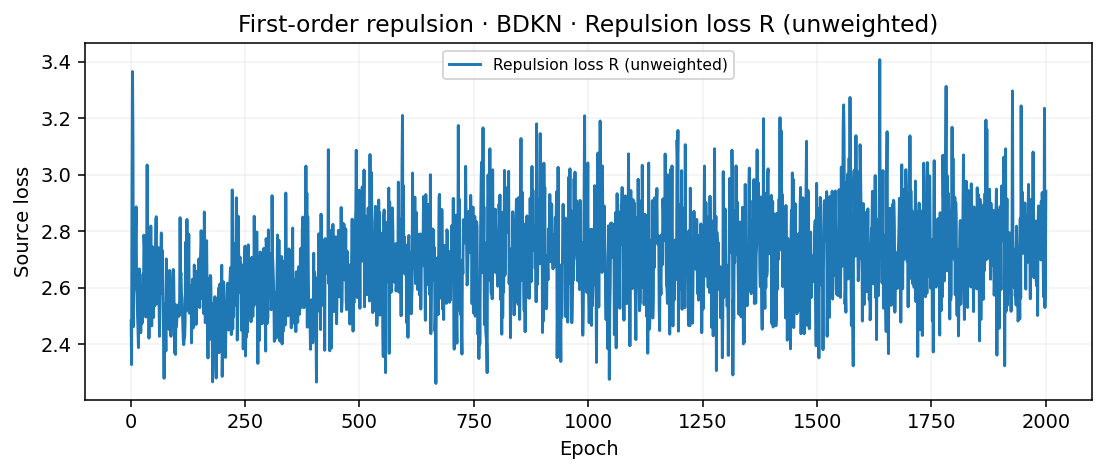 First-order repulsion · BDKN · Repulsion loss R (unweighted)
Repulsion loss R (unweighted)
Source loss
3.4
3.2
3.0
2.8
2.6
2.4
0 250 500 750 1000 1250 1500 1750 2000
Epoch